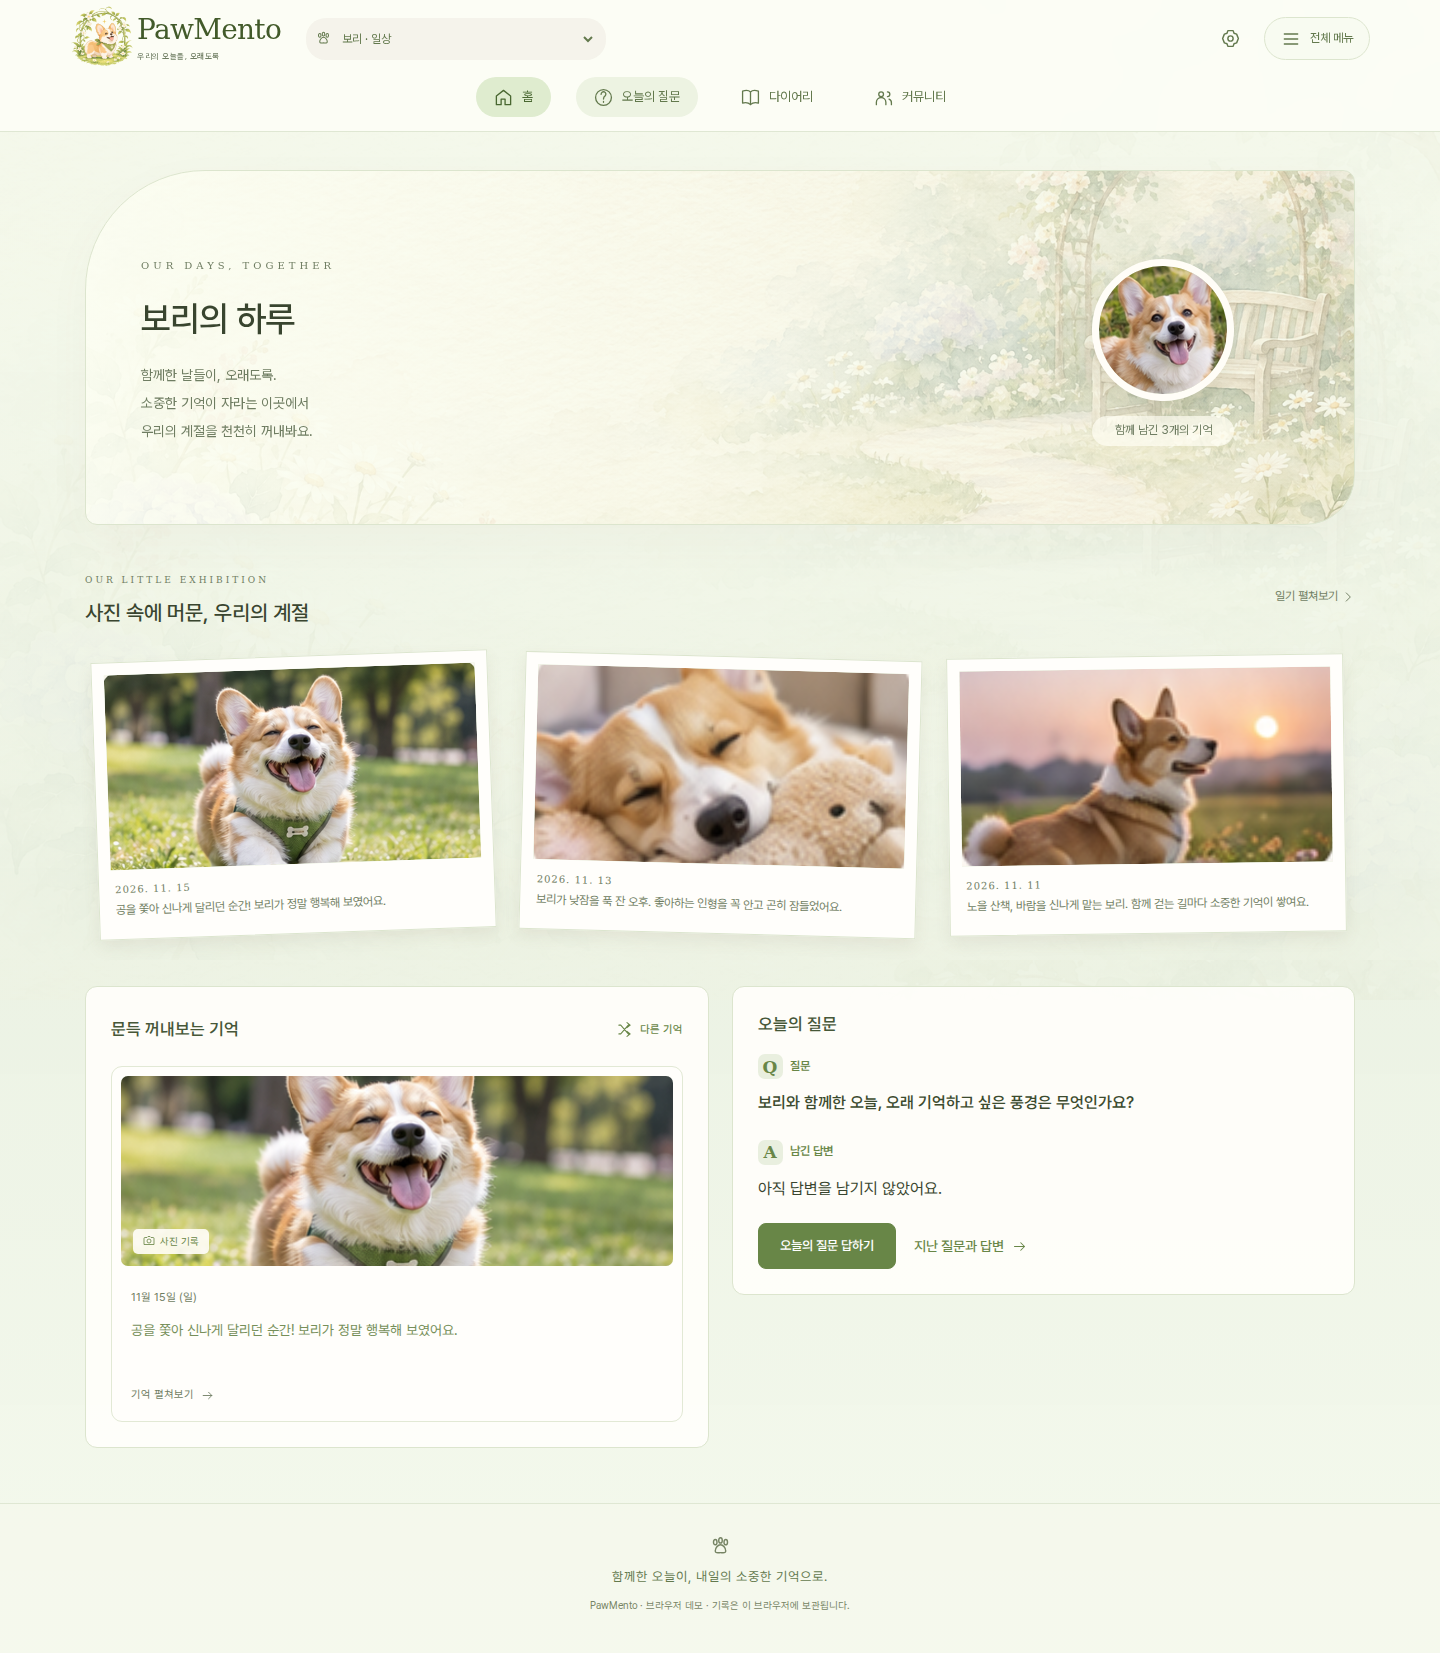 PawMento
우리의 오늘을, 오래도록
보리 · 일상
전체 메뉴
홈
오늘의 질문
다이어리
커뮤니티
OUR DAYS, TOGETHER
보리의 하루
함께한 날들이, 오래도록.
소중한 기억이 자라는 이곳에서
우리의 계절을 천천히 꺼내봐요.
함께 남긴 3개의 기억
OUR LITTLE EXHIBITION
사진 속에 머문, 우리의 계절
일기 펼쳐보기
2026. 11. 15
공을 쫓아 신나게 달리던 순간! 보리가 정말 행복해 보였어요.
2026. 11. 13
보리가 낮잠을 푹 잔 오후. 좋아하는 인형을 꼭 안고 곤히 잠들었어요.
2026. 11. 11
노을 산책, 바람을 신나게 맡는 보리. 함께 걷는 길마다 소중한 기억이 쌓여요.
문득 꺼내보는 기억
다른 기억
사진 기록
11월 15일 (일)
공을 쫓아 신나게 달리던 순간! 보리가 정말 행복해 보였어요.
기억 펼쳐보기
오늘의 질문
Q 질문
보리와 함께한 오늘, 오래 기억하고 싶은 풍경은 무엇인가요?
A 남긴 답변
아직 답변을 남기지 않았어요.
오늘의 질문 답하기
지난 질문과 답변
함께한 오늘이, 내일의 소중한 기억으로.
PawMento · 브라우저 데모 · 기록은 이 브라우저에 보관됩니다.